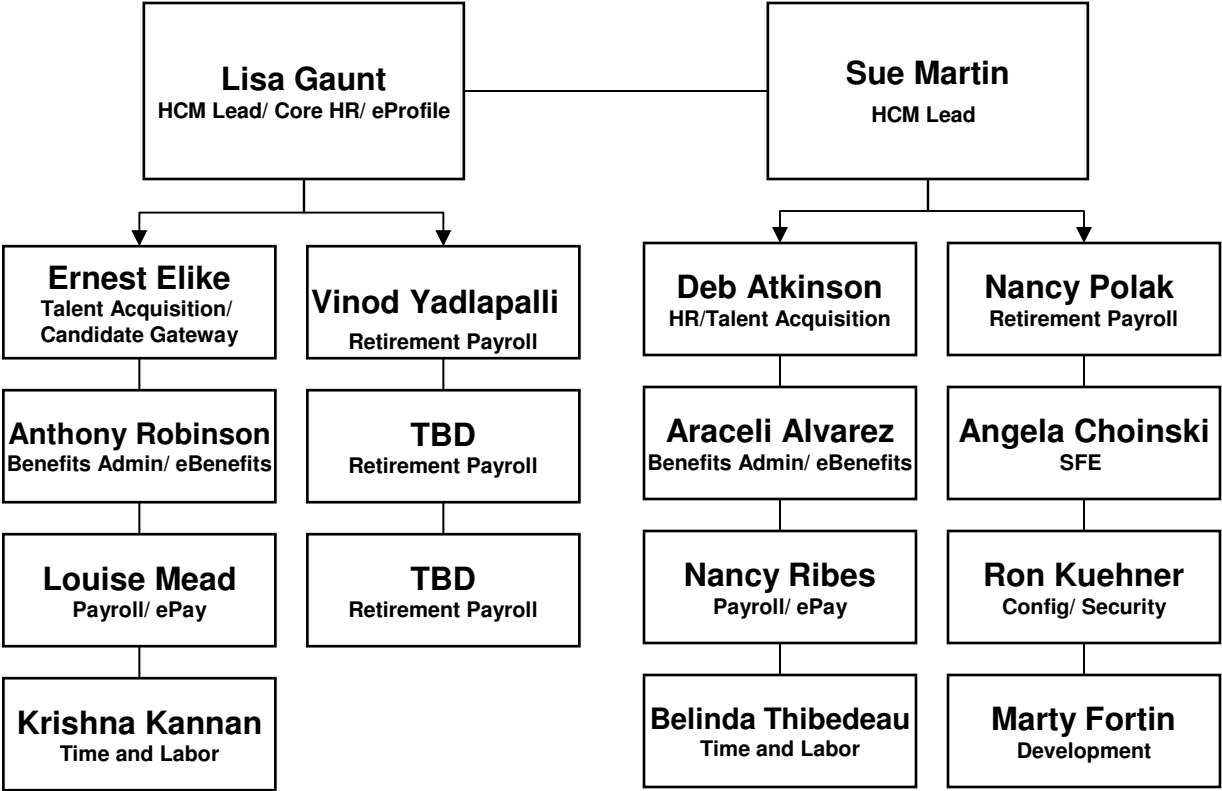 Lisa Gaunt
HCM Lead/ Core HR/ eProfile
Sue Martin
HCM Lead
Ernest Elike
Talent Acquisition/
Candidate Gateway
Vinod Yadlapalli
Retirement Payroll
Deb Atkinson
HR/Talent Acquisition
Nancy Polak
Retirement Payroll
Anthony Robinson
Benefits Admin/ eBenefits
TBD
Retirement Payroll
Araceli Alvarez
Benefits Admin/ eBenefits
Angela Choinski
SFE
Louise Mead
Payroll/ ePay
TBD
Retirement Payroll
Nancy Ribes
Payroll/ ePay
Ron Kuehner
Config/ Security
Krishna Kannan
Time and Labor
Belinda Thibedeau
Time and Labor
Marty Fortin
Development